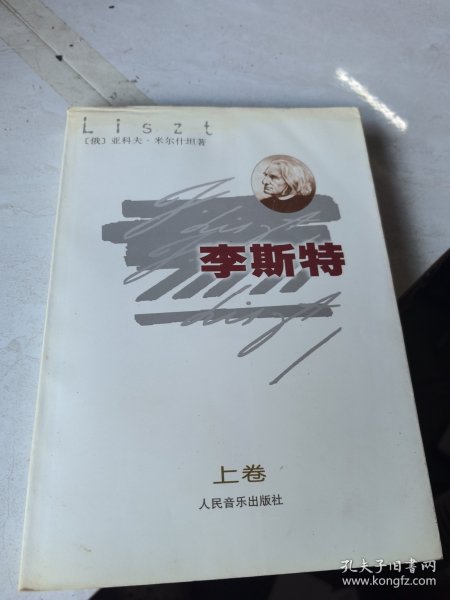 Liszt
〔俄〕亚科夫·米尔什坦著
李斯特
上卷
人民音乐出版社
孔夫子旧书网
www.kongfz.com